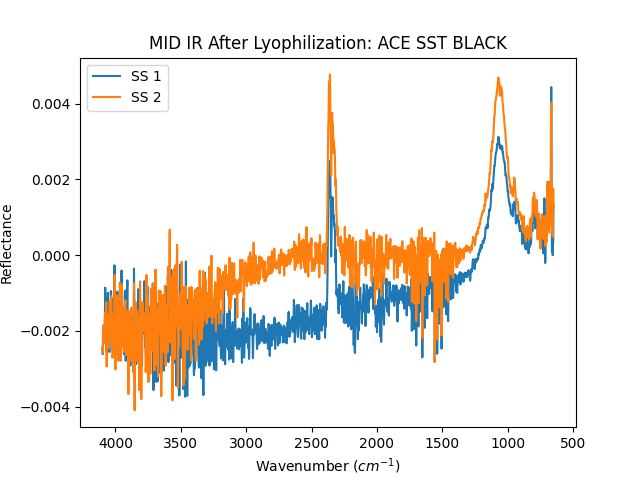 MID IR After Lyophilization: ACE SST BLACK
SS 1
SS 2
Reflectance
0.004
0.002
0.000
−0.002
−0.004
4000 3500 3000 2500 2000 1500 1000 500
Wavenumber (cm⁻¹)